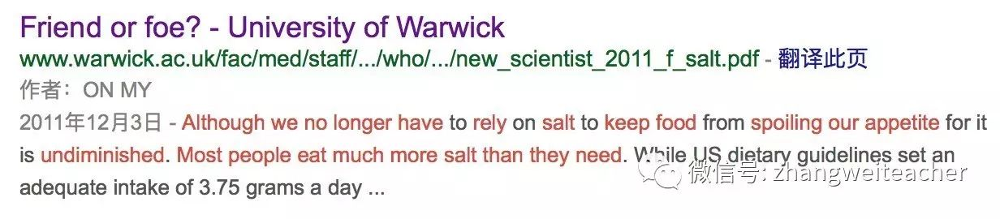 Friend or foe? - University of Warwick
www.warwick.ac.uk/fac/med/staff/.../who/.../new_scientist_2011_f_salt.pdf - 翻译此页
作者：ON MY
2011年12月3日 - Although we no longer have to rely on salt to keep food from spoiling our appetite for it
is undiminished. Most people eat much more salt than they need. While US dietary guidelines set an
adequate intake of 3.75 grams a day ...
微信号: zhangweiteacher